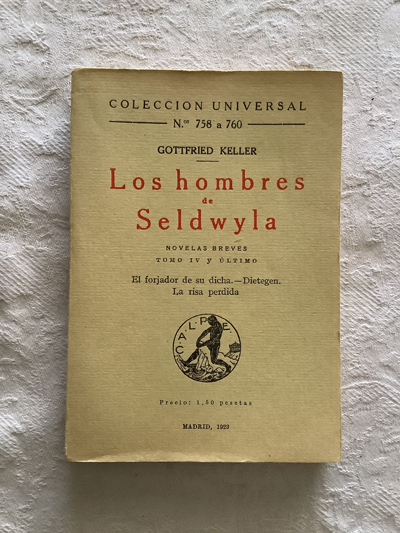 COLECCION UNIVERSAL
N.os 758 a 760
GOTTFRIED KELLER
Los hombres
de
Seldwyla
NOVELAS BREVES
TOMO IV y ÚLTIMO
El forjador de su dicha.—Dietegen.
La risa perdida
CALPE
Precio: 1,50 pesetas
MADRID, 1923